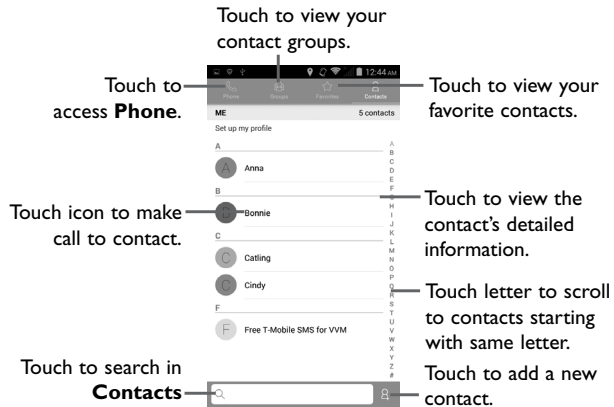 Touch to view your
contact groups.
Touch to
access Phone.
Touch to view your
favorite contacts.
12:44 AM
Phone
Groups
Favorites
Contacts
ME
5 contacts
Set up my profile
A
A Anna
B
B Bonnie
C
C Catling
C Cindy
F
F Free T-Mobile SMS for VVM
A
B
C
D
E
F
G
H
I
J
K
L
M
N
O
P
Q
R
S
T
U
V
W
X
Y
Z
#
Touch icon to make
call to contact.
Touch to view the
contact's detailed
information.
Touch letter to scroll
to contacts starting
with same letter.
Touch to search in
Contacts
Touch to add a new
contact.